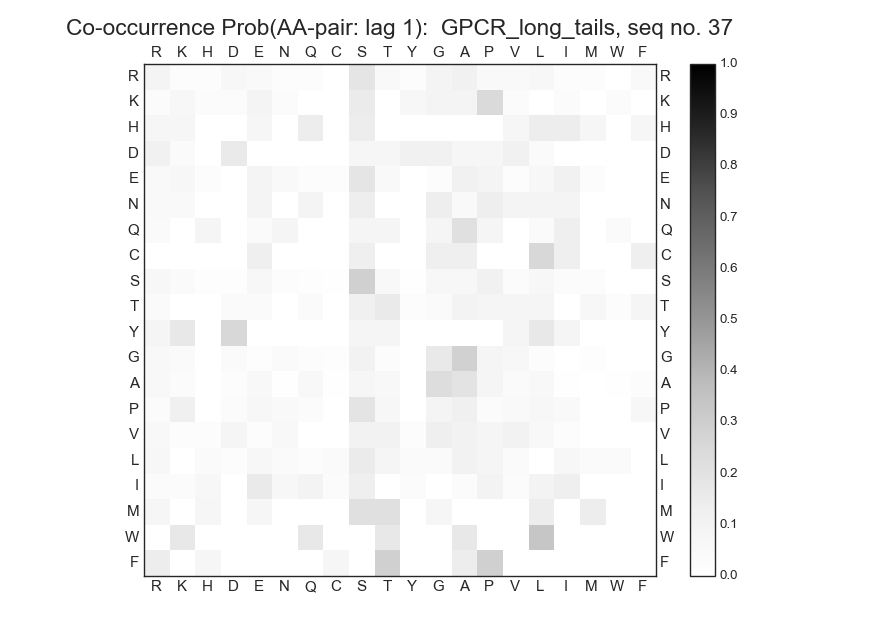 Co-occurrence Prob(AA-pair: lag 1):  GPCR_long_tails, seq no. 37
R K H D E N Q C S T Y G A P V L I M W F
R R
K K
H H
D D
E E
N N
Q Q
C C
S S
T T
Y Y
G G
A A
P P
V V
L L
I I
M M
W W
F F
R K H D E N Q C S T Y G A P V L I M W F
1.0
0.9
0.8
0.7
0.6
0.5
0.4
0.3
0.2
0.1
0.0